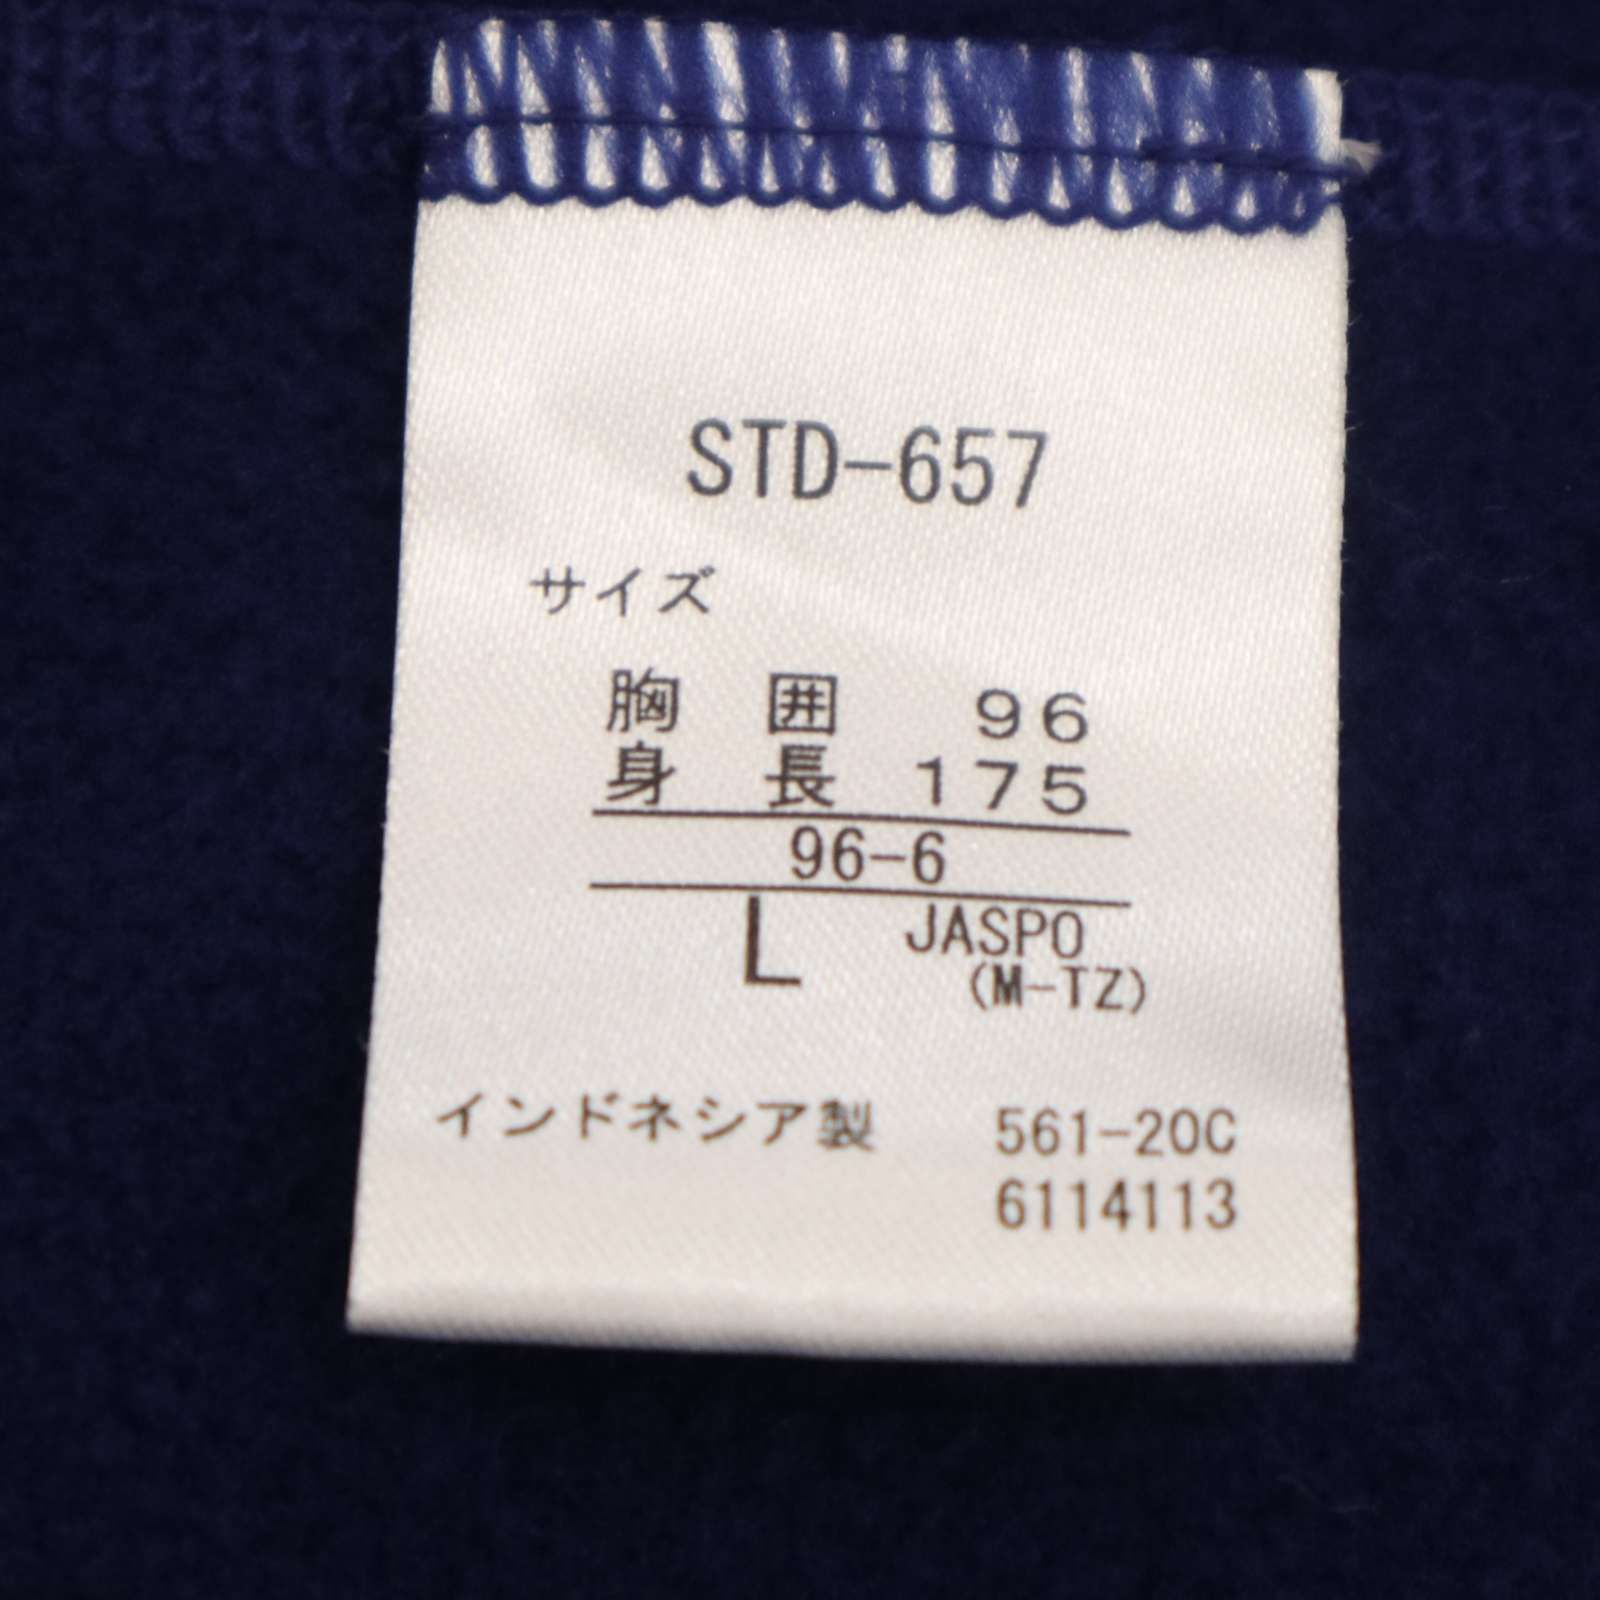 STD-657
サイズ
胸 囲 96
身 長 175
96-6
L JASPO
(M-TZ)
インドネシア製 561-20C
6114113